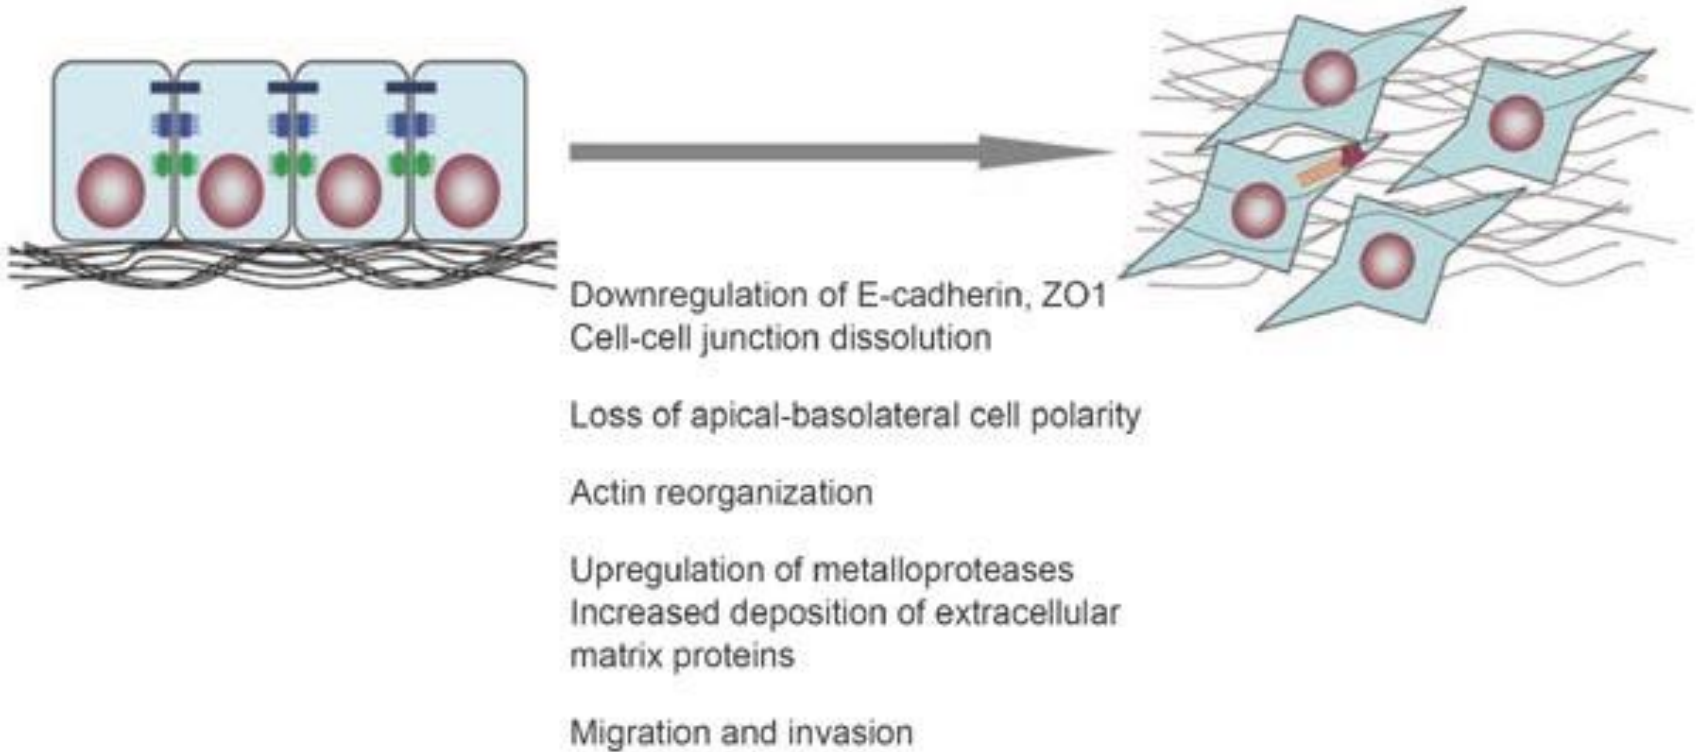 Downregulation of E-cadherin, ZO1
Cell-cell junction dissolution
Loss of apical-basolateral cell polarity
Actin reorganization
Upregulation of metalloproteases
Increased deposition of extracellular
matrix proteins
Migration and invasion